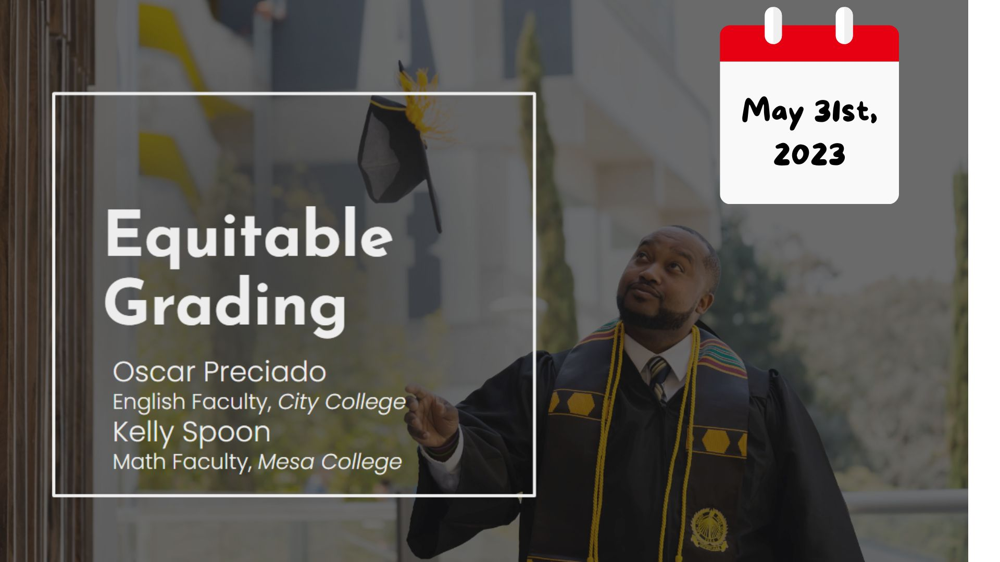 Equitable
Grading
Oscar Preciado
English Faculty, City College
Kelly Spoon
Math Faculty, Mesa College
May 31st,
2023